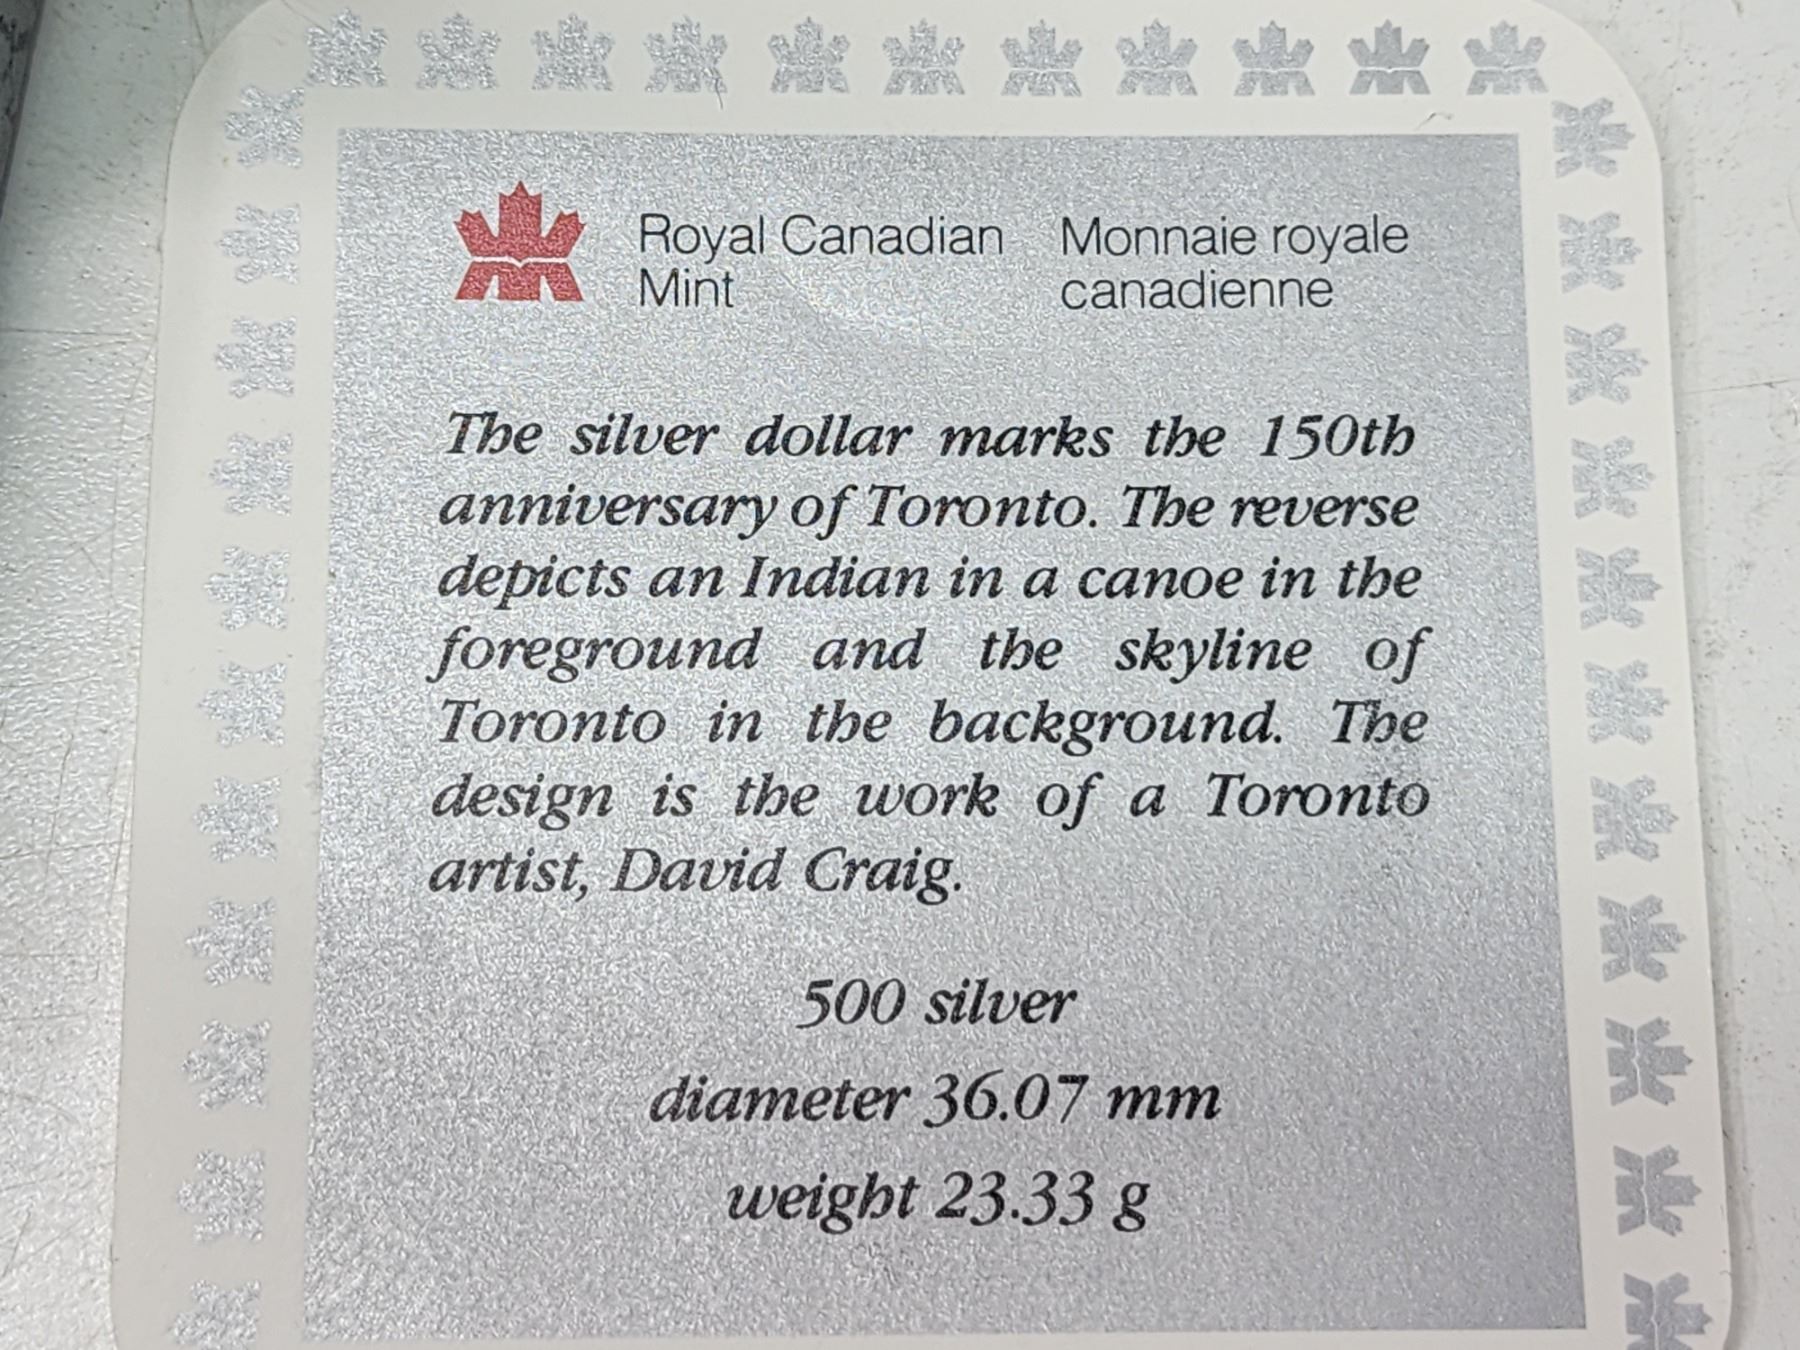 Royal Canadian Mint
Monnaie royale canadienne
The silver dollar marks the 150th
anniversary of Toronto. The reverse
depicts an Indian in a canoe in the
foreground and the skyline of
Toronto in the background. The
design is the work of a Toronto
artist, David Craig.
500 silver
diameter 36.07 mm
weight 23.33 g